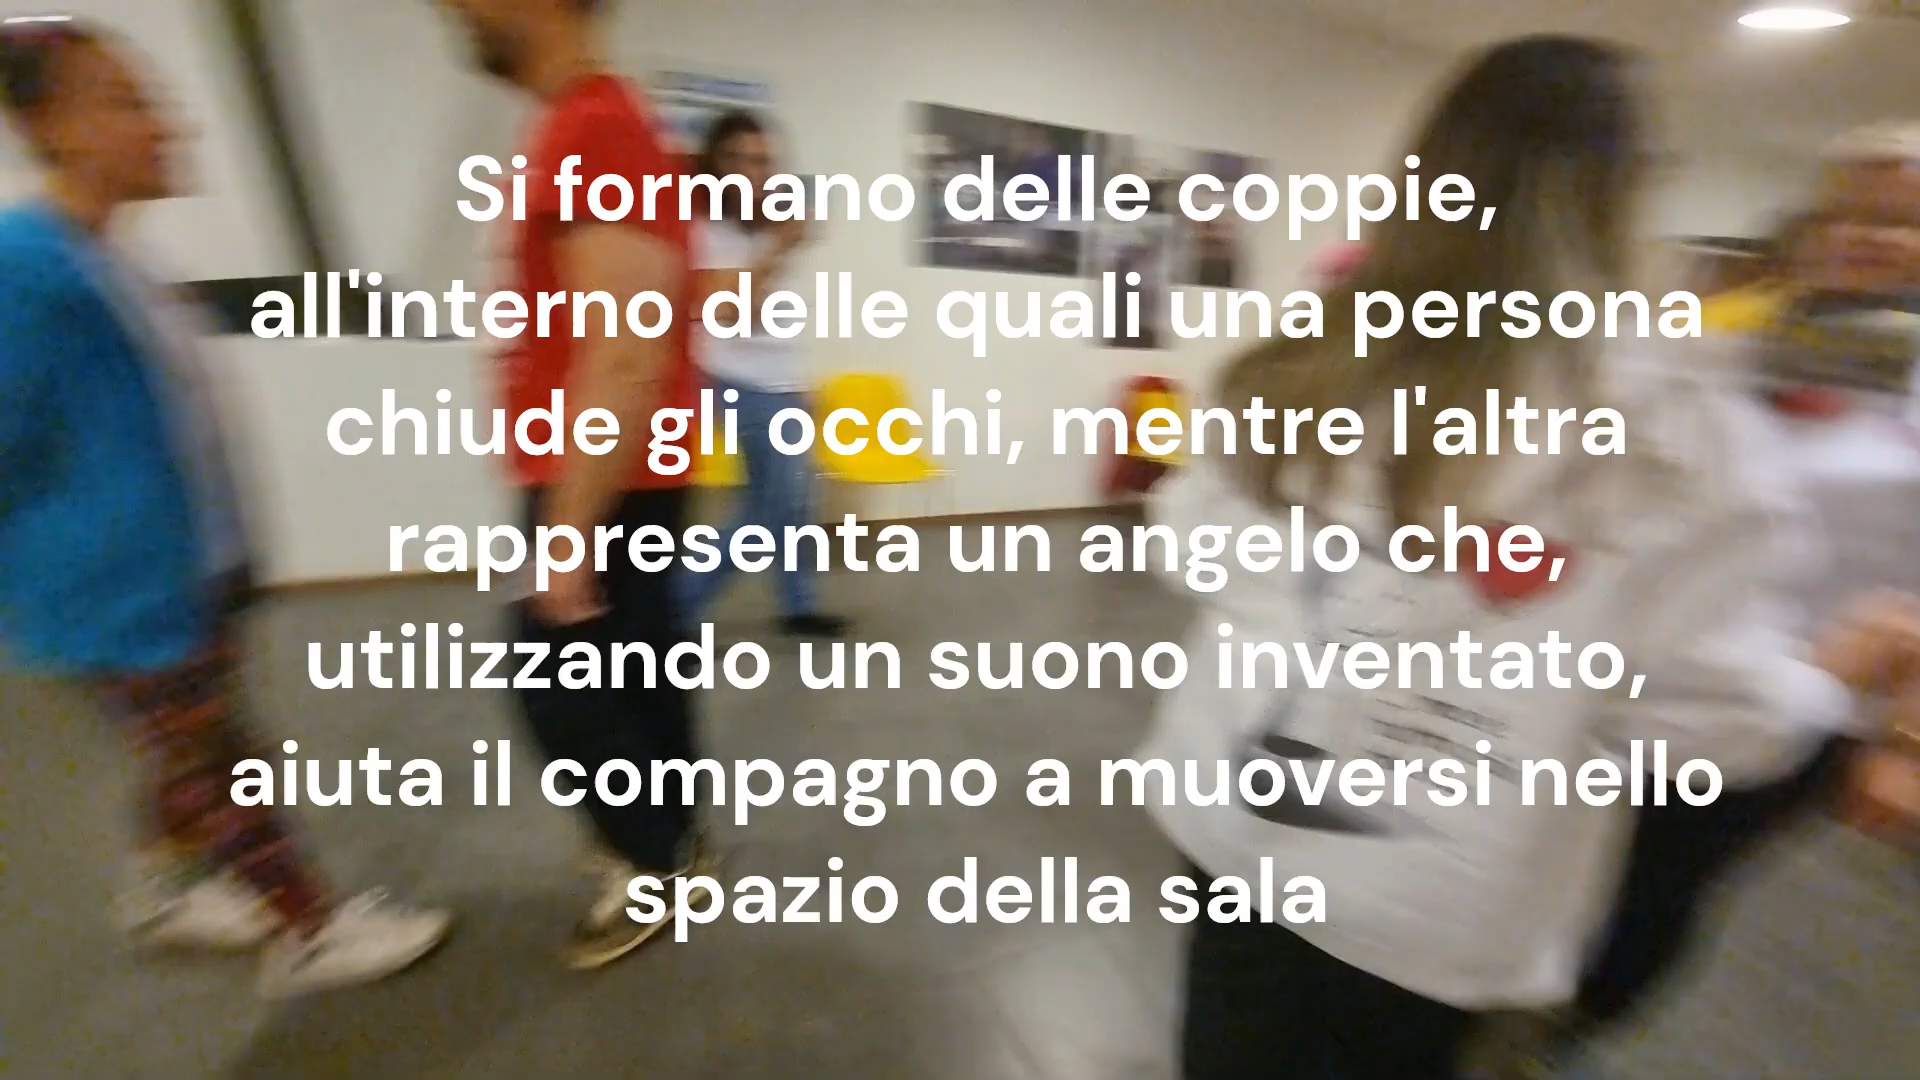 Si formano delle coppie,
all'interno delle quali una persona
chiude gli occhi, mentre l'altra
rappresenta un angelo che,
utilizzando un suono inventato,
aiuta il compagno a muoversi nello
spazio della sala